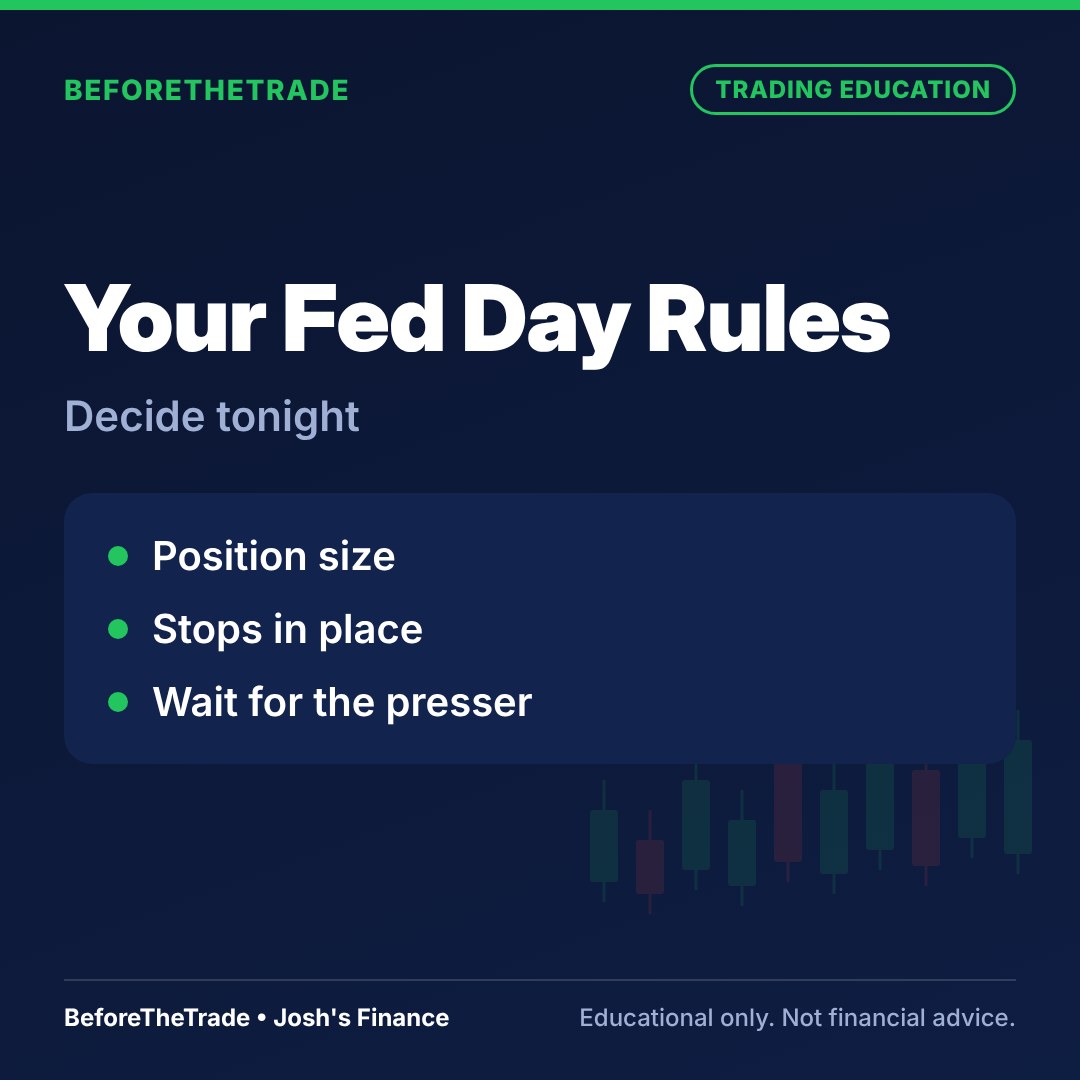 BEFORETHETRADE
TRADING EDUCATION
Your Fed Day Rules
Decide tonight
Position size
Stops in place
Wait for the presser
BeforeTheTrade • Josh's Finance
Educational only. Not financial advice.